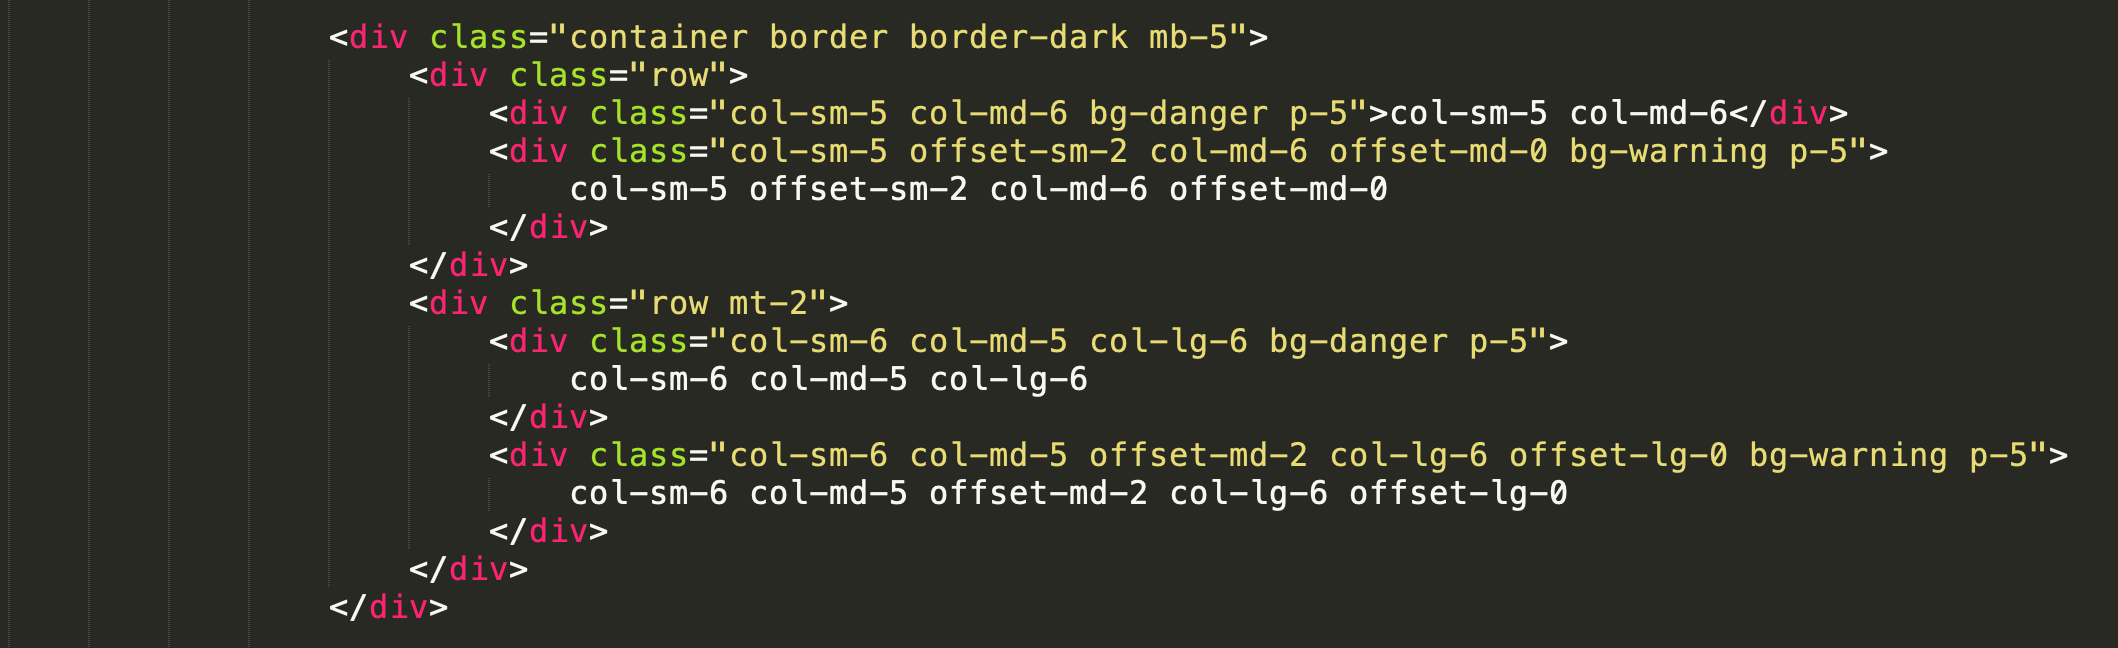 <div class="container border border-dark mb-5">
<div class="row">
<div class="col-sm-5 col-md-6 bg-danger p-5">col-sm-5 col-md-6</div>
<div class="col-sm-5 offset-sm-2 col-md-6 offset-md-0 bg-warning p-5">
col-sm-5 offset-sm-2 col-md-6 offset-md-0
</div>
</div>
<div class="row mt-2">
<div class="col-sm-6 col-md-5 col-lg-6 bg-danger p-5">
col-sm-6 col-md-5 col-lg-6
</div>
<div class="col-sm-6 col-md-5 offset-md-2 col-lg-6 offset-lg-0 bg-warning p-5">
col-sm-6 col-md-5 offset-md-2 col-lg-6 offset-lg-0
</div>
</div>
</div>